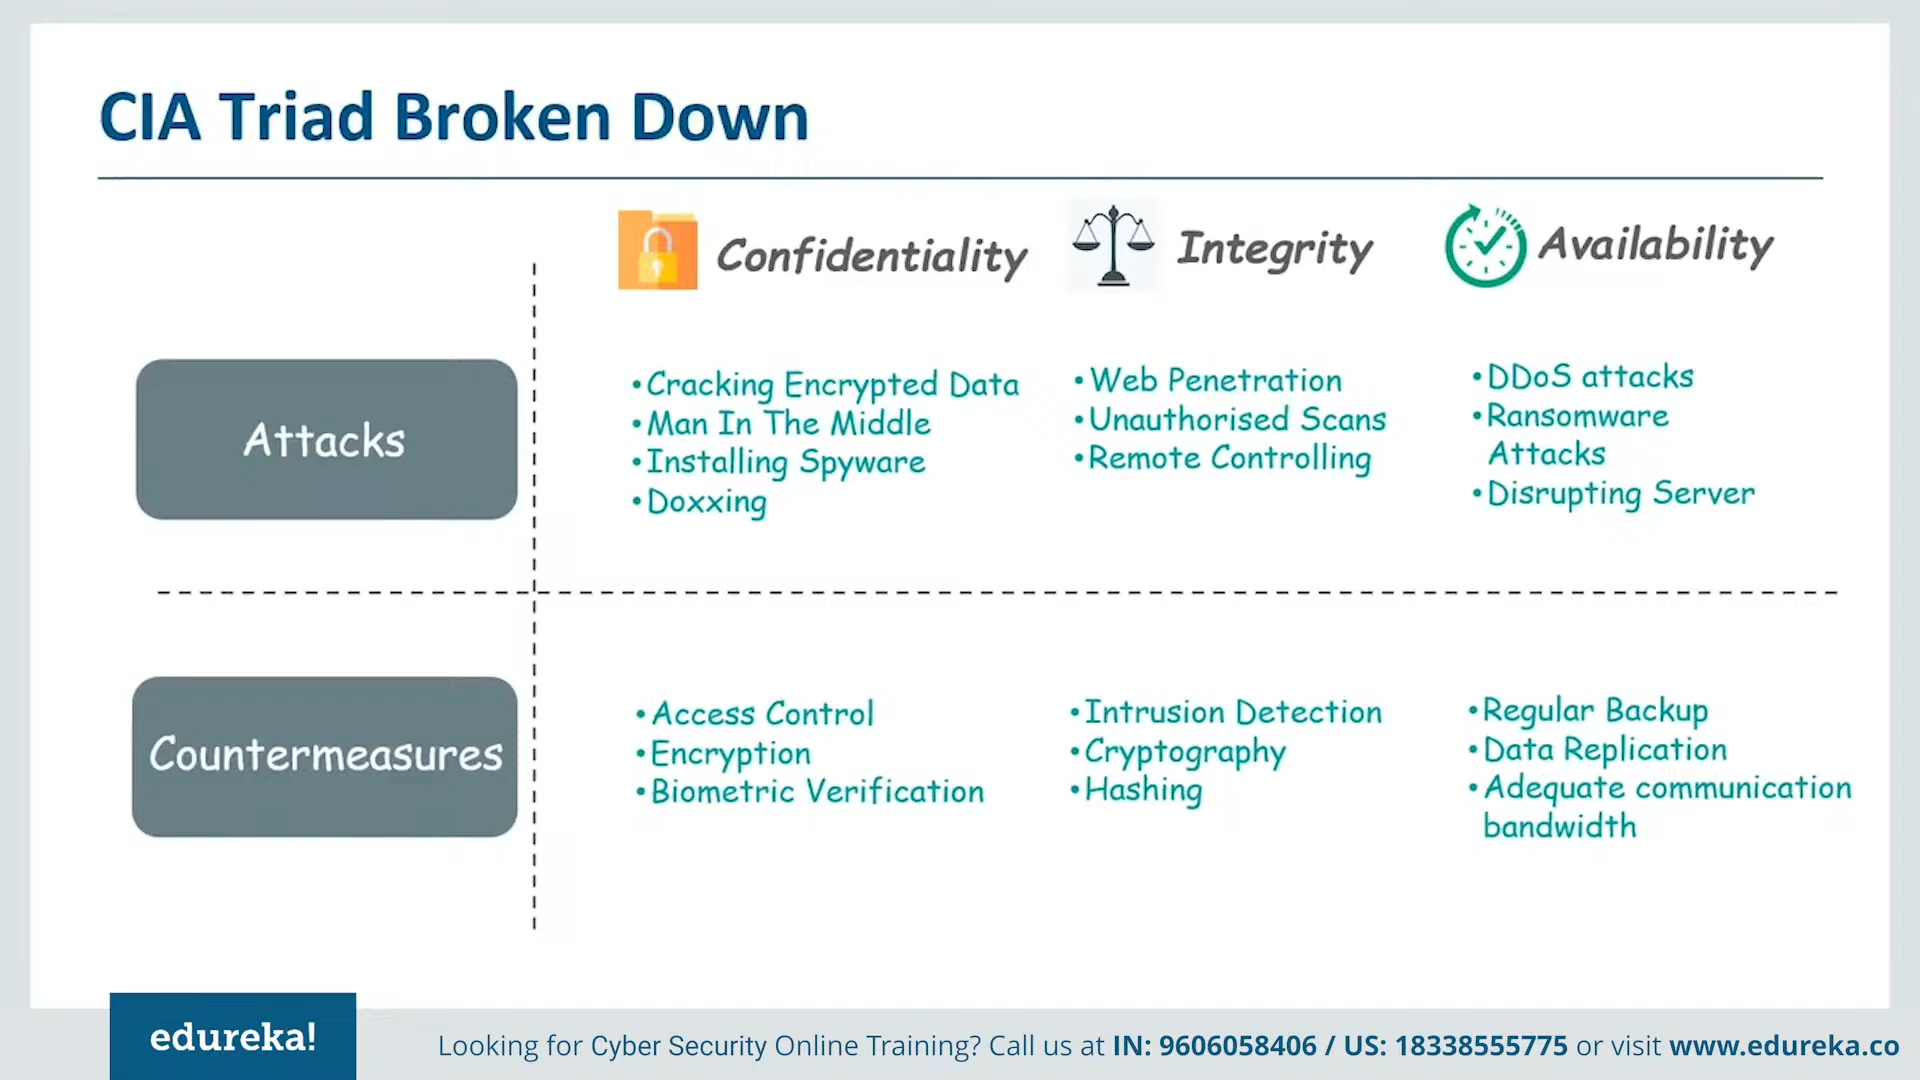 CIA Triad Broken Down
Confidentiality
Integrity
Availability
Attacks
•Cracking Encrypted Data
•Man In The Middle
•Installing Spyware
•Doxxing
•Web Penetration
•Unauthorised Scans
•Remote Controlling
•DDoS attacks
•Ransomware
Attacks
•Disrupting Server
Countermeasures
•Access Control
•Encryption
•Biometric Verification
•Intrusion Detection
•Cryptography
•Hashing
•Regular Backup
•Data Replication
•Adequate communication
bandwidth
edureka!
Looking for Cyber Security Online Training? Call us at IN: 9606058406 / US: 18338555775 or visit www.edureka.co